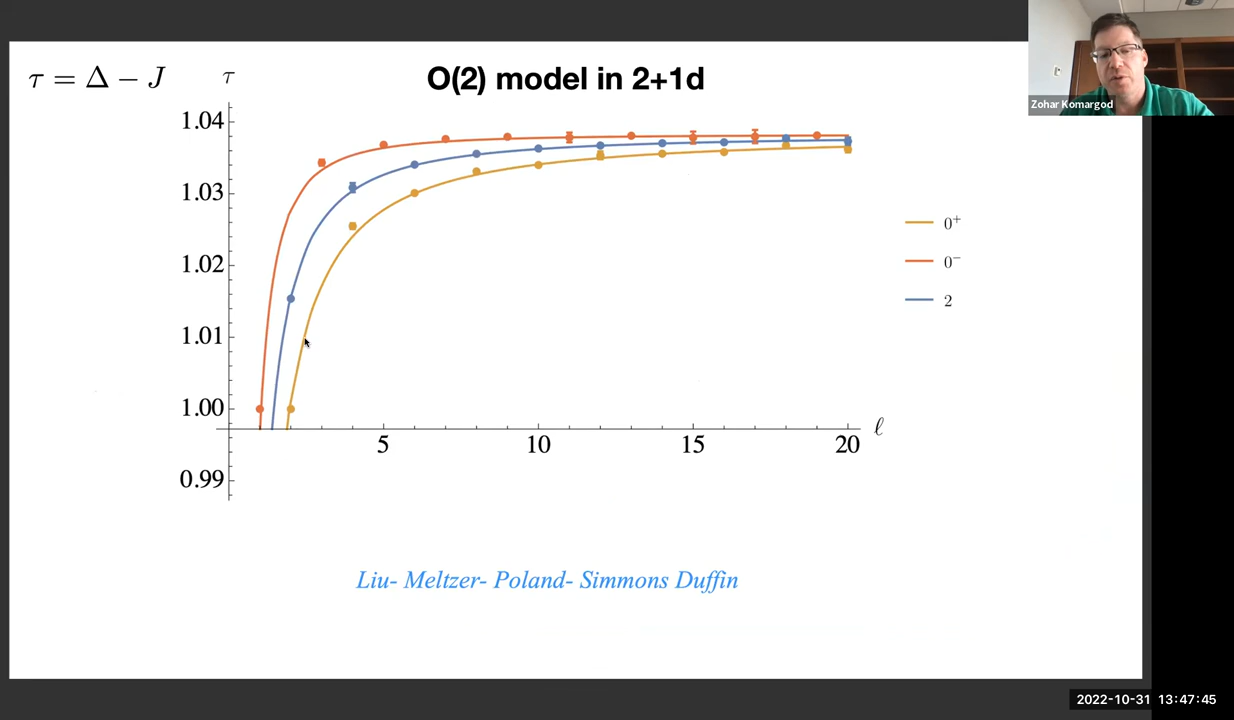 τ = Δ − J
τ
O(2) model in 2+1d
1.04
1.03
1.02
1.01
1.00
0.99
5
10
15
20
ℓ
0⁺
0⁻
2
Liu- Meltzer- Poland- Simmons Duffin
Zohar Komargod
2022-10-31 13:47:45